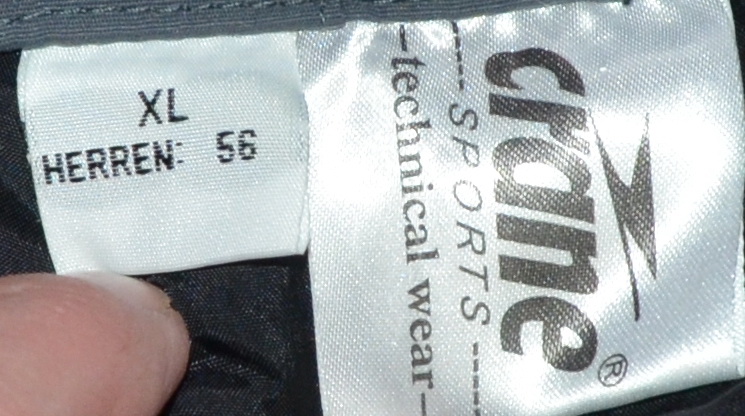 XL
HERREN: 56
crane®
---- SPORTS ----
—technical wear—